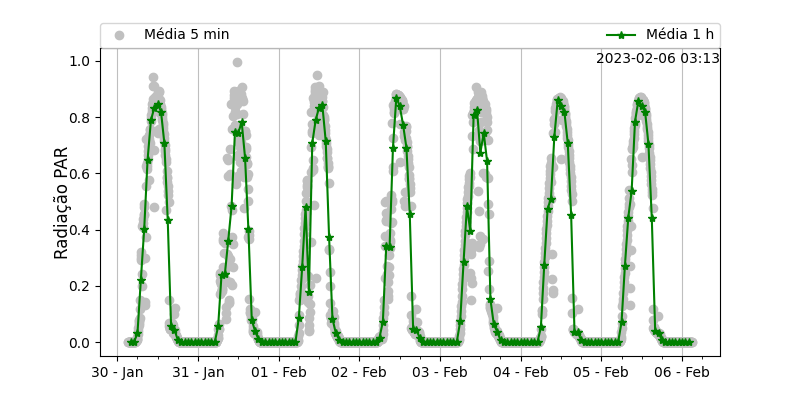 Média 5 min
Média 1 h
2023-02-06 03:13
Radiação PAR
1.0
0.8
0.6
0.4
0.2
0.0
30 - Jan
31 - Jan
01 - Feb
02 - Feb
03 - Feb
04 - Feb
05 - Feb
06 - Feb